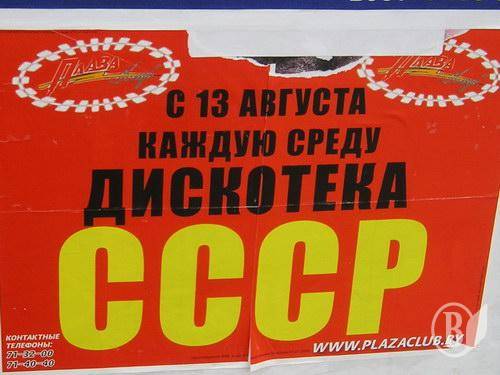 ПЛАЗА
ПЛАЗА
С 13 АВГУСТА
КАЖДУЮ СРЕДУ
ДИСКОТЕКА
СССР
КОНТАКТНЫЕ
ТЕЛЕФОНЫ:
71-32-00
71-40-40
WWW.PLAZACLUB.BY
B